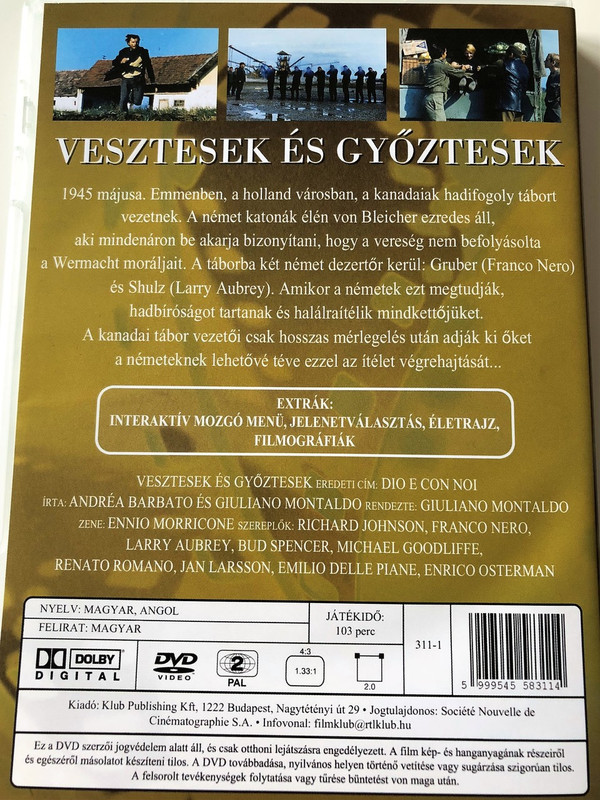 VESZTESEK ÉS GYŐZTESEK
1945 májusa. Emmenben, a holland városban, a kanadaiak hadifogoly tábort
vezetnek. A német katonák élén von Bleicher ezredes áll,
aki mindenáron be akarja bizonyítani, hogy a vereség nem befolyásolta
a Wermacht moráljait. A táborba két német dezertőr kerül: Gruber (Franco Nero)
és Shulz (Larry Aubrey). Amikor a németek ezt megtudják,
hadbíróságot tartanak és halálraítélik mindkettőjüket.
A kanadai tábor vezetői csak hosszas mérlegelés után adják ki őket
a németeknek lehetővé téve ezzel az ítélet végrehajtását...
EXTRÁK:
INTERAKTÍV MOZGÓ MENÜ, JELENETVÁLASZTÁS, ÉLETRAJZ,
FILMOGRÁFIÁK
VESZTESEK ÉS GYŐZTESEK EREDETI CÍM: DIO E CON NOI
ÍRTA: ANDRÉA BARBATO ÉS GIULIANO MONTALDO RENDEZTE: GIULIANO MONTALDO
ZENE: ENNIO MORRICONE SZEREPLŐK: RICHARD JOHNSON, FRANCO NERO,
LARRY AUBREY, BUD SPENCER, MICHAEL GOODLIFFE,
RENATO ROMANO, JAN LARSSON, EMILIO DELLE PIANE, ENRICO OSTERMAN
NYELV: MAGYAR, ANGOL
FELIRAT: MAGYAR
JÁTÉKIDŐ:
103 perc
311-1
DOLBY
DIGITAL
DVD
VIDEO
2
PAL
4:3
1.33:1
2.0
5 999545 583114
Kiadó: Klub Publishing Kft, 1222 Budapest, Nagytétényi út 29 • Jogtulajdonos: Société Nouvelle de
Cinématographie S.A. • Infovonal: filmklub@rtlklub.hu
Ez a DVD szerzői jogvédelem alatt áll, és csak otthoni lejátszásra engedélyezett. A film kép- és hanganyagának részeiről
és egészéről másolatot készíteni tilos. A DVD továbbadása, nyilvános helyen történő vetítése vagy sugárzása szigorúan tilos.
A felsorolt tevékenységek folytatása vagy tűrése büntetést von maga után.